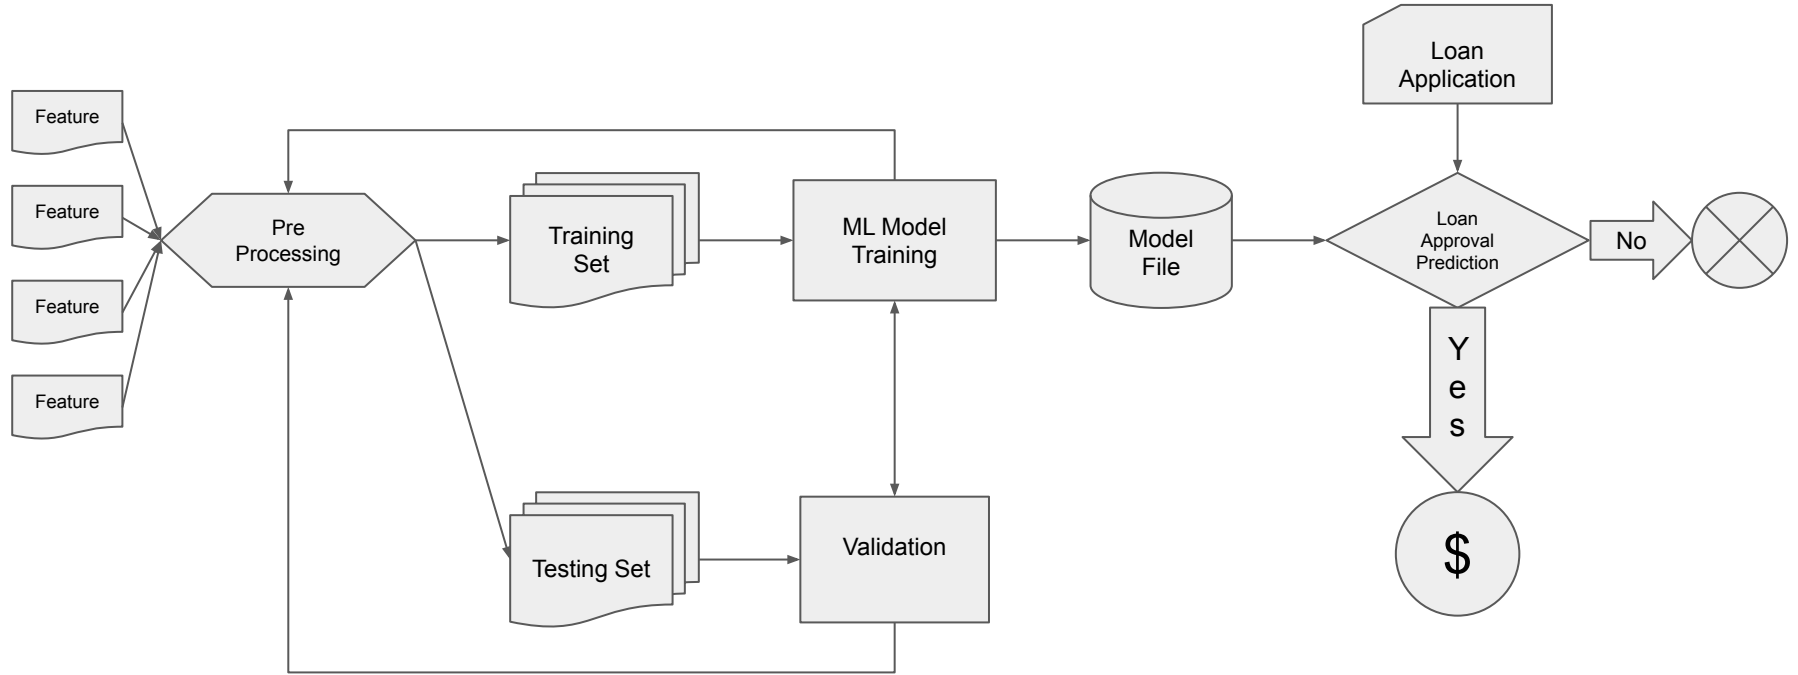 Feature
Feature
Feature
Feature
Pre
Processing
Training
Set
Testing Set
ML Model
Training
Validation
Model
File
Loan
Application
Loan
Approval
Prediction
No
Y
e
s
$